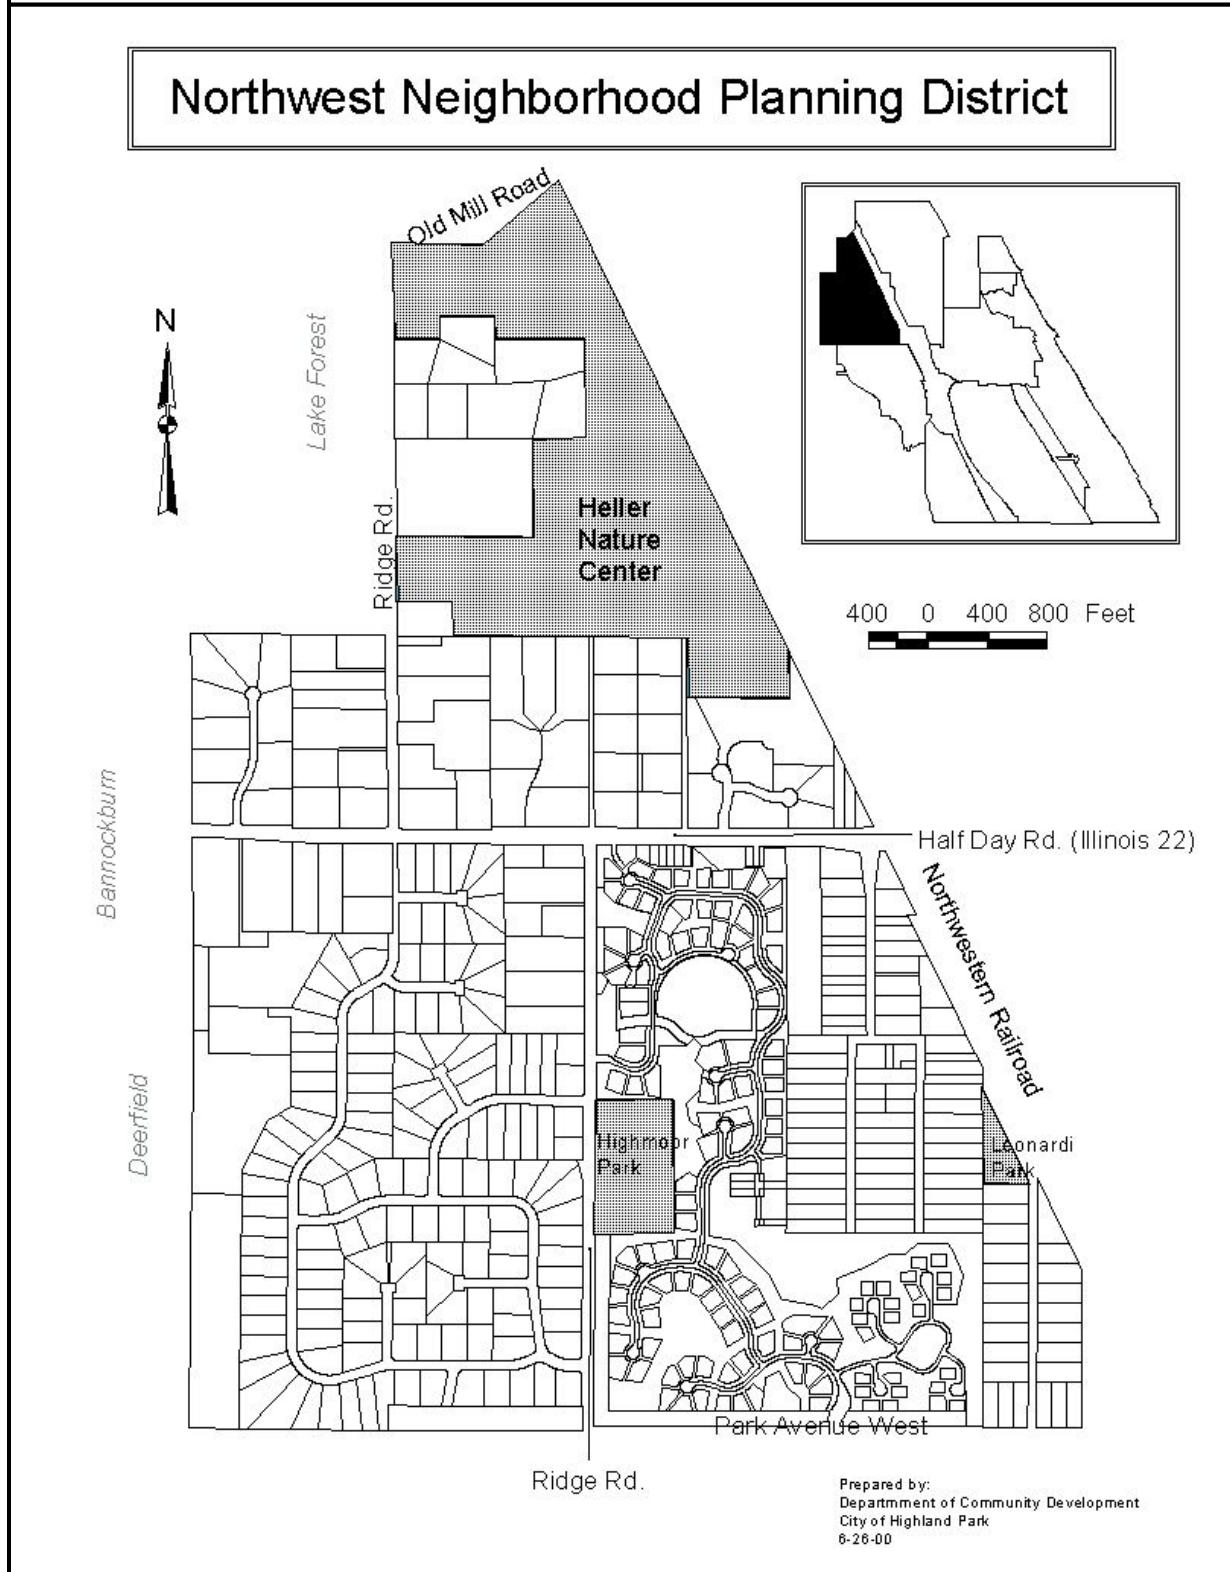 Northwest Neighborhood Planning District
Old Mill Road
N
Lake Forest
Ridge Rd.
Heller
Nature
Center
400 0 400 800 Feet
Bannockburn
Half Day Rd. (Illinois 22)
Northwestern Railroad
Deerfield
Highmoor
Park
Leonardi
Park
Park Avenue West
Ridge Rd.
Prepared by:
Departmment of Community Development
City of Highland Park
6-26-00